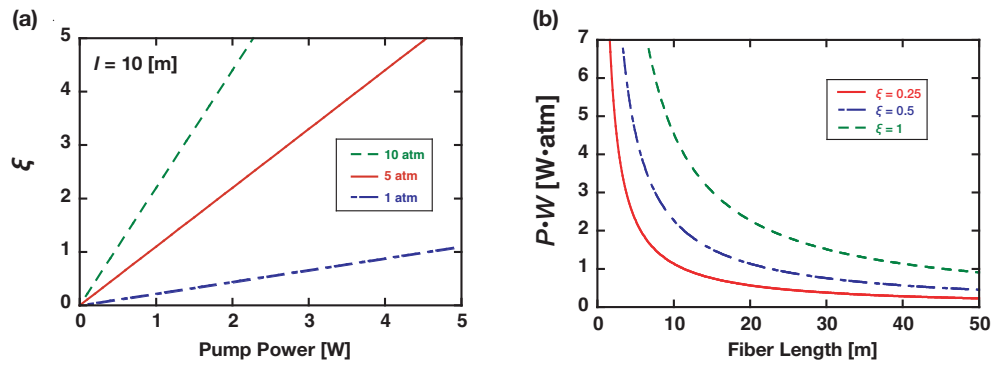 (a)
l = 10 [m]
ξ
5
4
3
2
1
0
10 atm
5 atm
1 atm
0 1 2 3 4 5
Pump Power [W]
(b)
P·W [W·atm]
7
6
5
4
3
2
1
0
ξ = 0.25
ξ = 0.5
ξ = 1
0 10 20 30 40 50
Fiber Length [m]